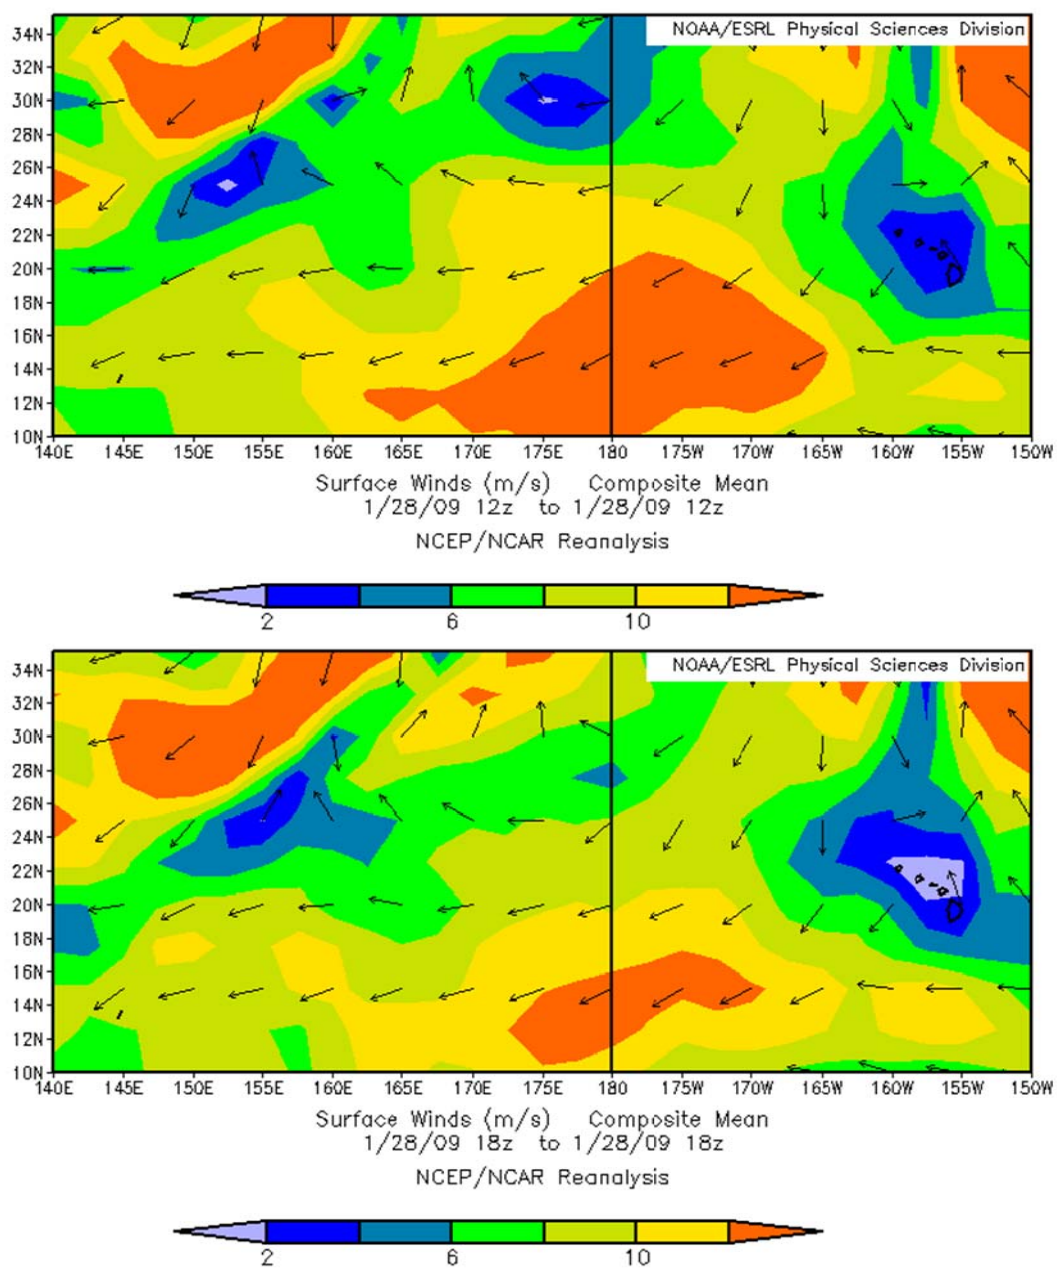 NOAA/ESRL Physical Sciences Division
34N
32N
30N
28N
26N
24N
22N
20N
18N
16N
14N
12N
10N
140E 145E 150E 155E 160E 165E 170E 175E 180 175W 170W 165W 160W 155W 150W
Surface Winds (m/s) Composite Mean
1/28/09 12z to 1/28/09 12z
NCEP/NCAR Reanalysis
2 6 10
NOAA/ESRL Physical Sciences Division
34N
32N
30N
28N
26N
24N
22N
20N
18N
16N
14N
12N
10N
140E 145E 150E 155E 160E 165E 170E 175E 180 175W 170W 165W 160W 155W 150W
Surface Winds (m/s) Composite Mean
1/28/09 18z to 1/28/09 18z
NCEP/NCAR Reanalysis
2 6 10